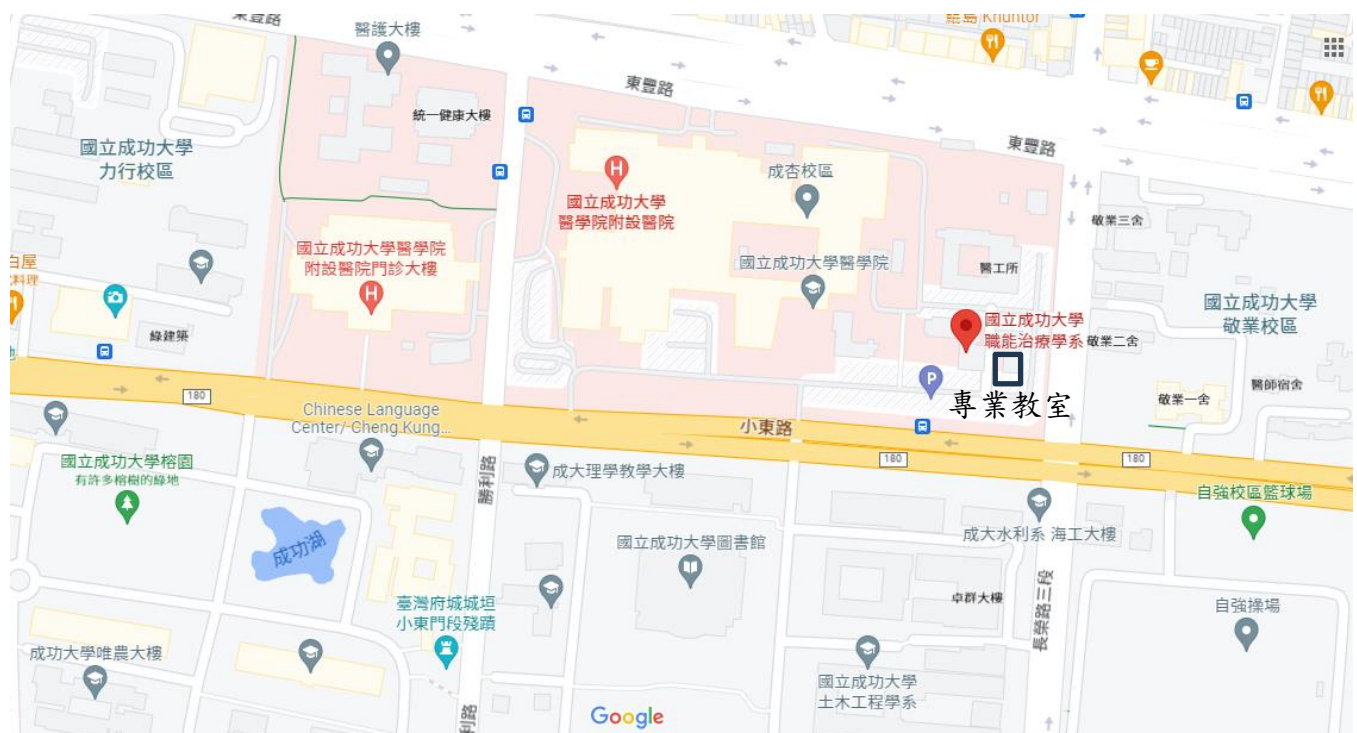 東豐路
醫護大樓
鯤島 Khuntor
東豐路
統一健康大樓
東豐路
國立成功大學
力行校區
成杏校區
國立成功大學
醫學院附設醫院
敬業三舍
國立成功大學醫學院
附設醫院門診大樓
國立成功大學醫學院
醫工所
白屋
料理
國立成功大學
敬業校區
國立成功大學
職能治療學系
敬業二舍
綠建築
P
醫師宿舍
敬業一舍
專業教室
180
Chinese Language
Center/ Cheng Kung...
小東路
180
180
國立成功大學榕園
有許多榕樹的綠地
勝利路
成大理學教學大樓
自強校區籃球場
成大水利系 海工大樓
成功湖
國立成功大學圖書館
臺灣府城城垣
小東門段殘蹟
卓群大樓
長榮路三段
自強操場
成功大學唯農大樓
國立成功大學
土木工程學系
利路
Google